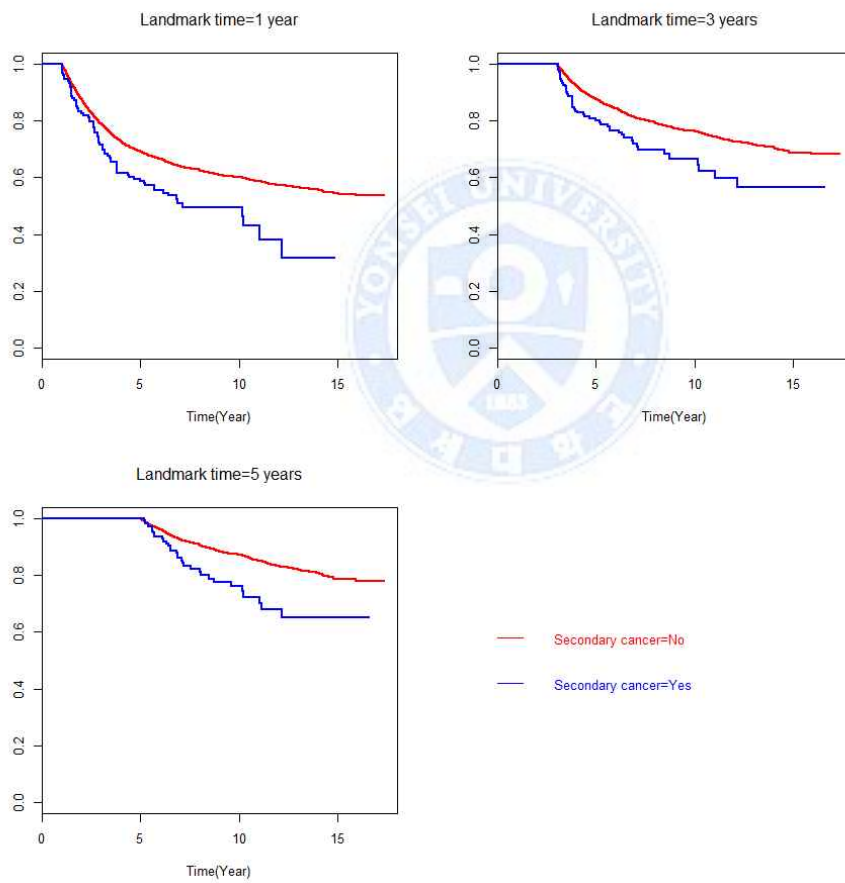 Landmark time=1 year
1.0
0.8
0.6
0.4
0.2
0.0
0 5 10 15
Time(Year)
Landmark time=3 years
1.0
0.8
0.6
0.4
0.2
0.0
0 5 10 15
Time(Year)
YONSEI UNIVERSITY
1885
Landmark time=5 years
1.0
0.8
0.6
0.4
0.2
0.0
0 5 10 15
Time(Year)
Secondary cancer=No
Secondary cancer=Yes